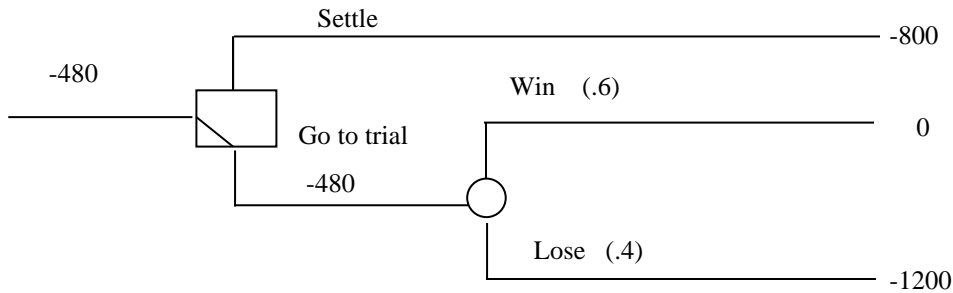 Settle
-800
-480
Win (.6)
0
Go to trial
-480
Lose (.4)
-1200